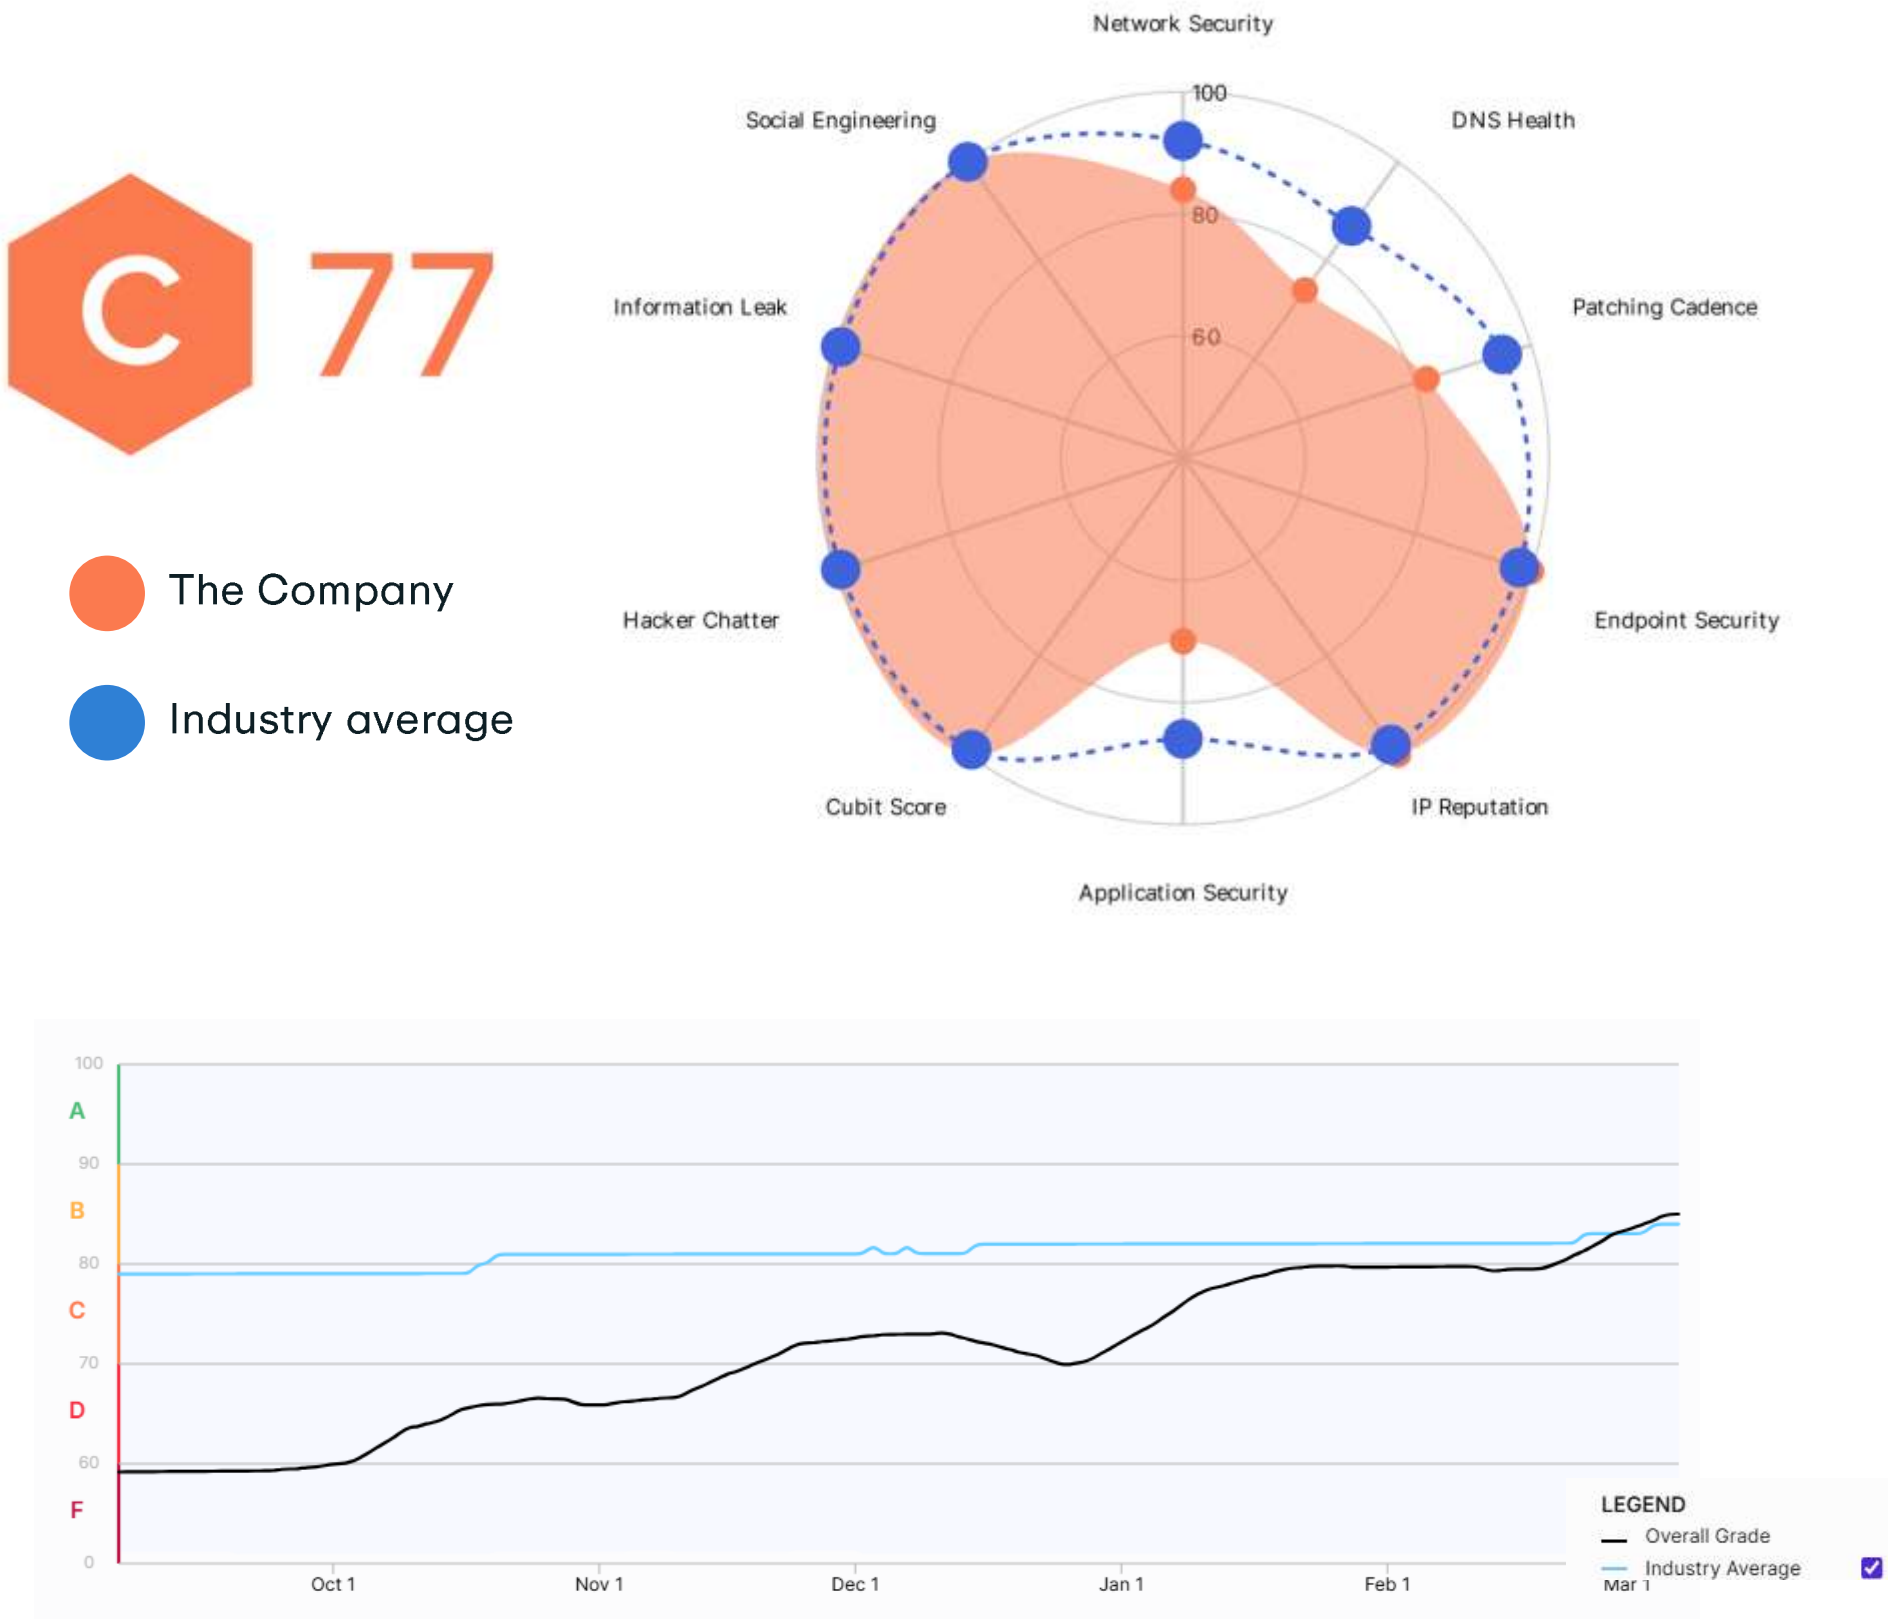 Network Security
100
Social Engineering
DNS Health
C 77
80
Information Leak
Patching Cadence
60
The Company
Hacker Chatter
Endpoint Security
Industry average
Cubit Score
IP Reputation
Application Security
100
A
90
B
80
C
70
D
60
F
0
Oct 1
Nov 1
Dec 1
Jan 1
Feb 1
Mar 1
LEGEND
Overall Grade
Industry Average